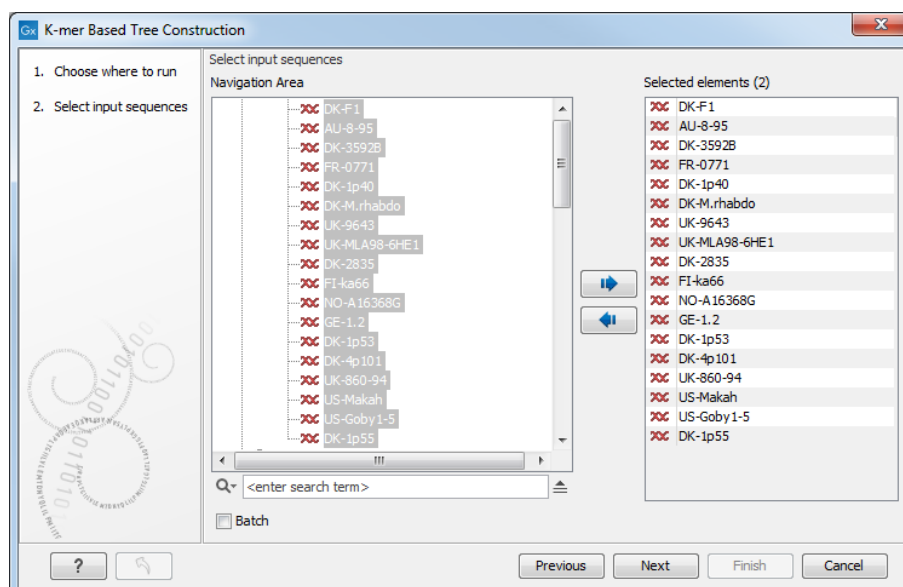 Gx K-mer Based Tree Construction
1. Choose where to run
2. Select input sequences
Select input sequences
Navigation Area
DK-F1
AU-8-95
DK-3592B
FR-0771
DK-1p40
DK-M.rhabdo
UK-9643
UK-MLA98-6HE1
DK-2835
FI-ka66
NO-A16368G
GE-1.2
DK-1p53
DK-4p101
UK-860-94
US-Makah
US-Goby1-5
DK-1p55
<enter search term>
Batch
Selected elements (2)
DK-F1
AU-8-95
DK-3592B
FR-0771
DK-1p40
DK-M.rhabdo
UK-9643
UK-MLA98-6HE1
DK-2835
FI-ka66
NO-A16368G
GE-1.2
DK-1p53
DK-4p101
UK-860-94
US-Makah
US-Goby1-5
DK-1p55
?
Previous
Next
Finish
Cancel